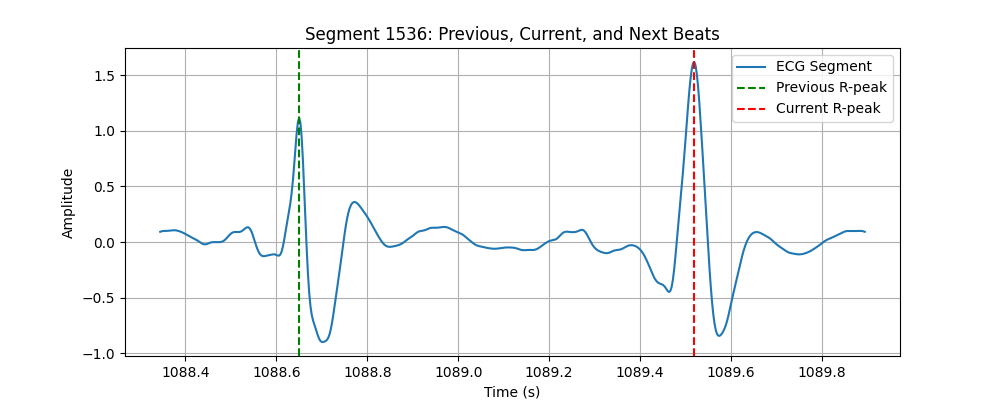 Segment 1536: Previous, Current, and Next Beats
ECG Segment
Previous R-peak
Current R-peak
1.5
1.0
0.5
0.0
−0.5
−1.0
Amplitude
1088.4 1088.6 1088.8 1089.0 1089.2 1089.4 1089.6 1089.8
Time (s)